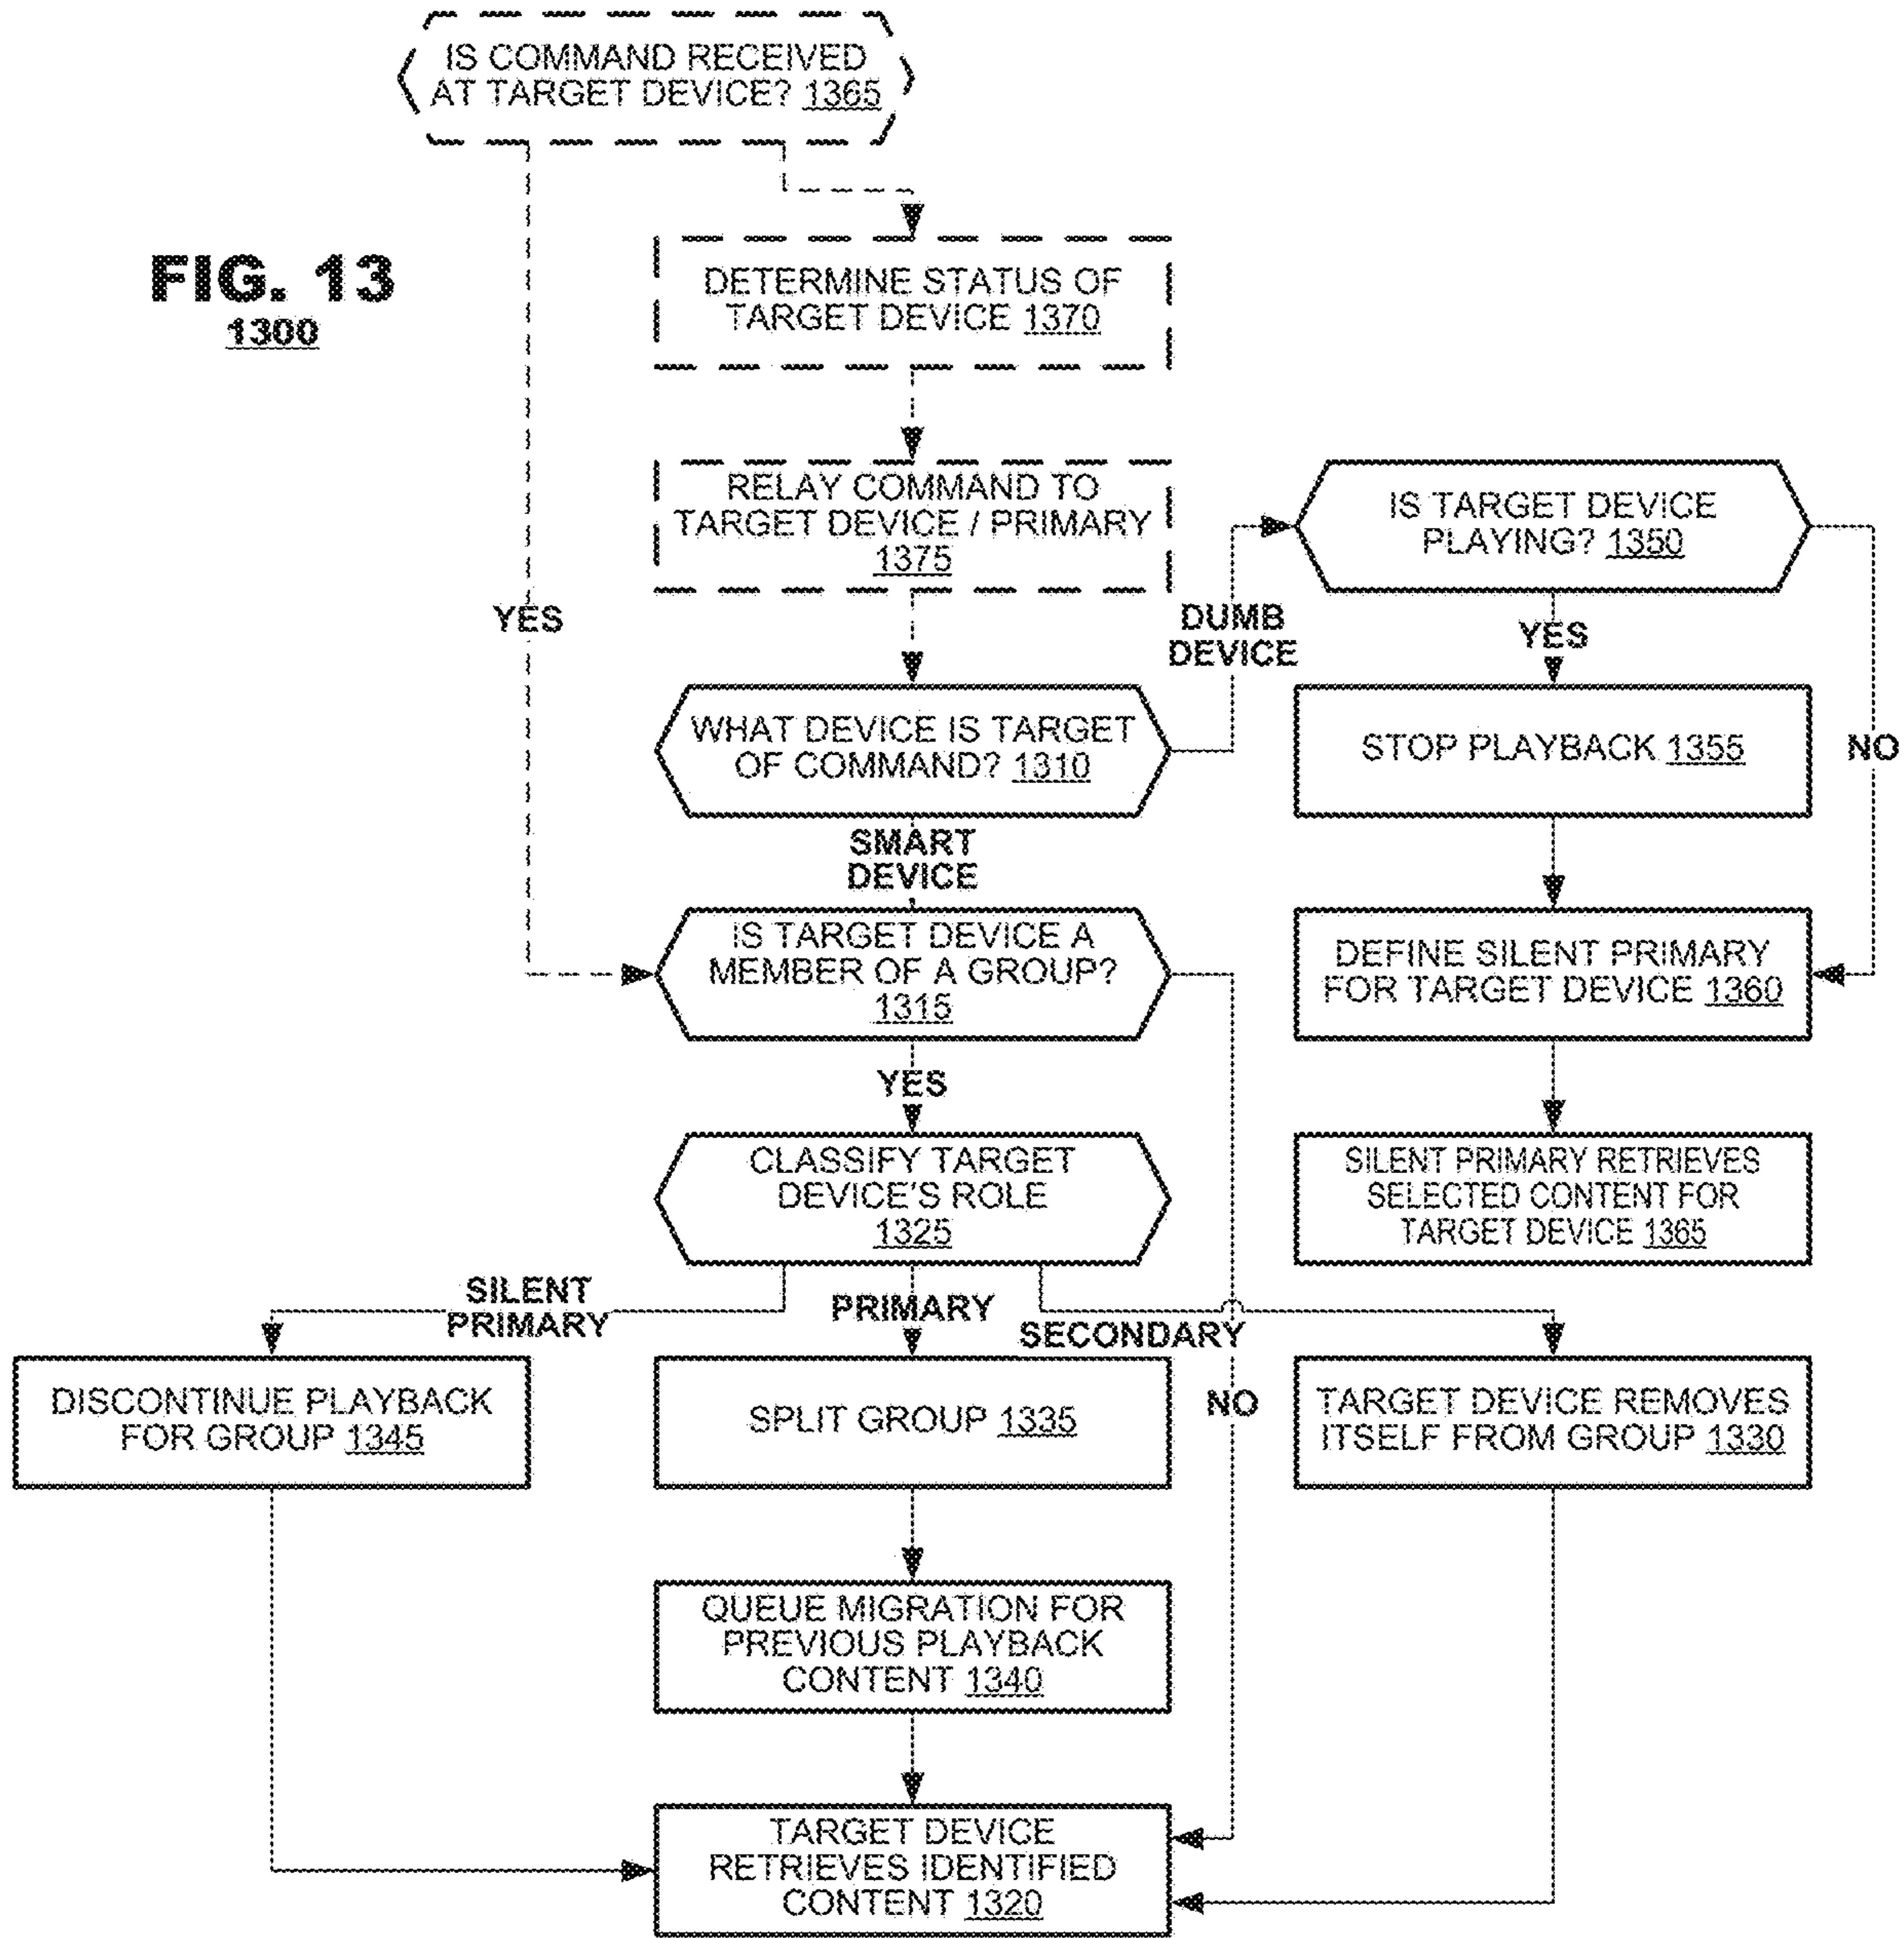 IS COMMAND RECEIVED
AT TARGET DEVICE? 1365
FIG. 13
1300
DETERMINE STATUS OF
TARGET DEVICE 1370
RELAY COMMAND TO
TARGET DEVICE / PRIMARY
1375
IS TARGET DEVICE
PLAYING? 1350
YES
DUMB
DEVICE
YES
WHAT DEVICE IS TARGET
OF COMMAND? 1310
STOP PLAYBACK 1355
NO
SMART
DEVICE
IS TARGET DEVICE A
MEMBER OF A GROUP?
1315
DEFINE SILENT PRIMARY
FOR TARGET DEVICE 1360
YES
CLASSIFY TARGET
DEVICE'S ROLE
1325
SILENT PRIMARY RETRIEVES
SELECTED CONTENT FOR
TARGET DEVICE 1365
SILENT
PRIMARY
PRIMARY
SECONDARY
DISCONTINUE PLAYBACK
FOR GROUP 1345
SPLIT GROUP 1335
NO
TARGET DEVICE REMOVES
ITSELF FROM GROUP 1330
QUEUE MIGRATION FOR
PREVIOUS PLAYBACK
CONTENT 1340
TARGET DEVICE
RETRIEVES IDENTIFIED
CONTENT 1320